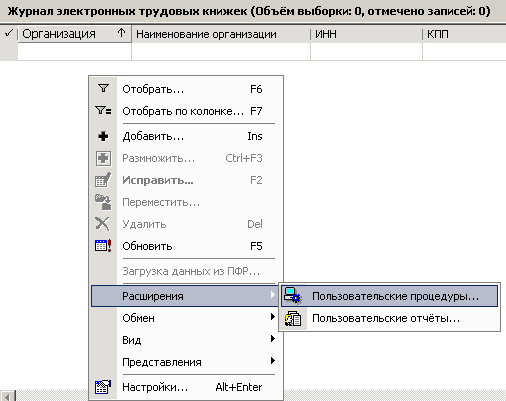 Журнал электронных трудовых книжек (Объём выборки: 0, отмечено записей: 0)
Организация Наименование организации ИНН КПП
Отобрать... F6
Отобрать по колонке... F7
Добавить... Ins
Размножить... Ctrl+F3
Исправить... F2
Переместить...
Удалить Del
Обновить F5
Загрузка данных из ПФР...
Расширения Пользовательские процедуры...
Обмен Пользовательские отчёты...
Вид
Представления
Настройки... Alt+Enter